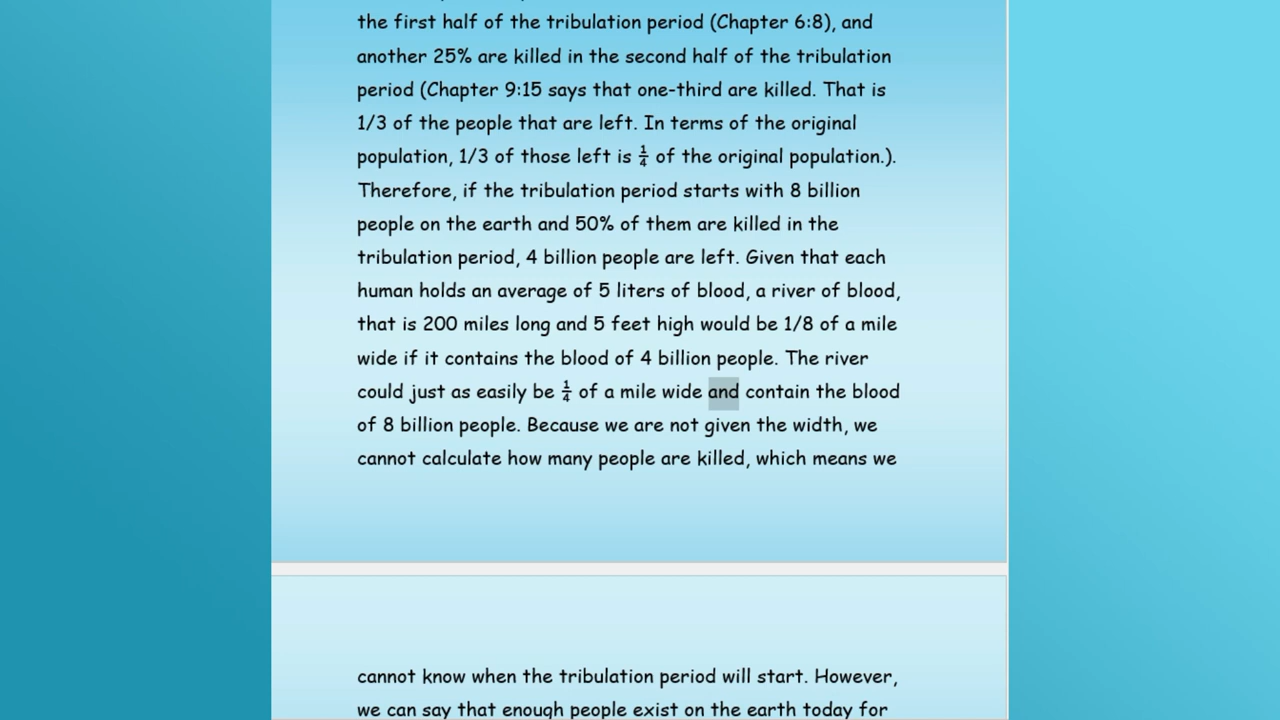 the first half of the tribulation period (Chapter 6:8), and
another 25% are killed in the second half of the tribulation
period (Chapter 9:15 says that one-third are killed. That is
1/3 of the people that are left. In terms of the original
population, 1/3 of those left is ¼ of the original population.).
Therefore, if the tribulation period starts with 8 billion
people on the earth and 50% of them are killed in the
tribulation period, 4 billion people are left. Given that each
human holds an average of 5 liters of blood, a river of blood,
that is 200 miles long and 5 feet high would be 1/8 of a mile
wide if it contains the blood of 4 billion people. The river
could just as easily be ¼ of a mile wide and contain the blood
of 8 billion people. Because we are not given the width, we
cannot calculate how many people are killed, which means we
cannot know when the tribulation period will start. However,
we can say that enough people exist on the earth today for